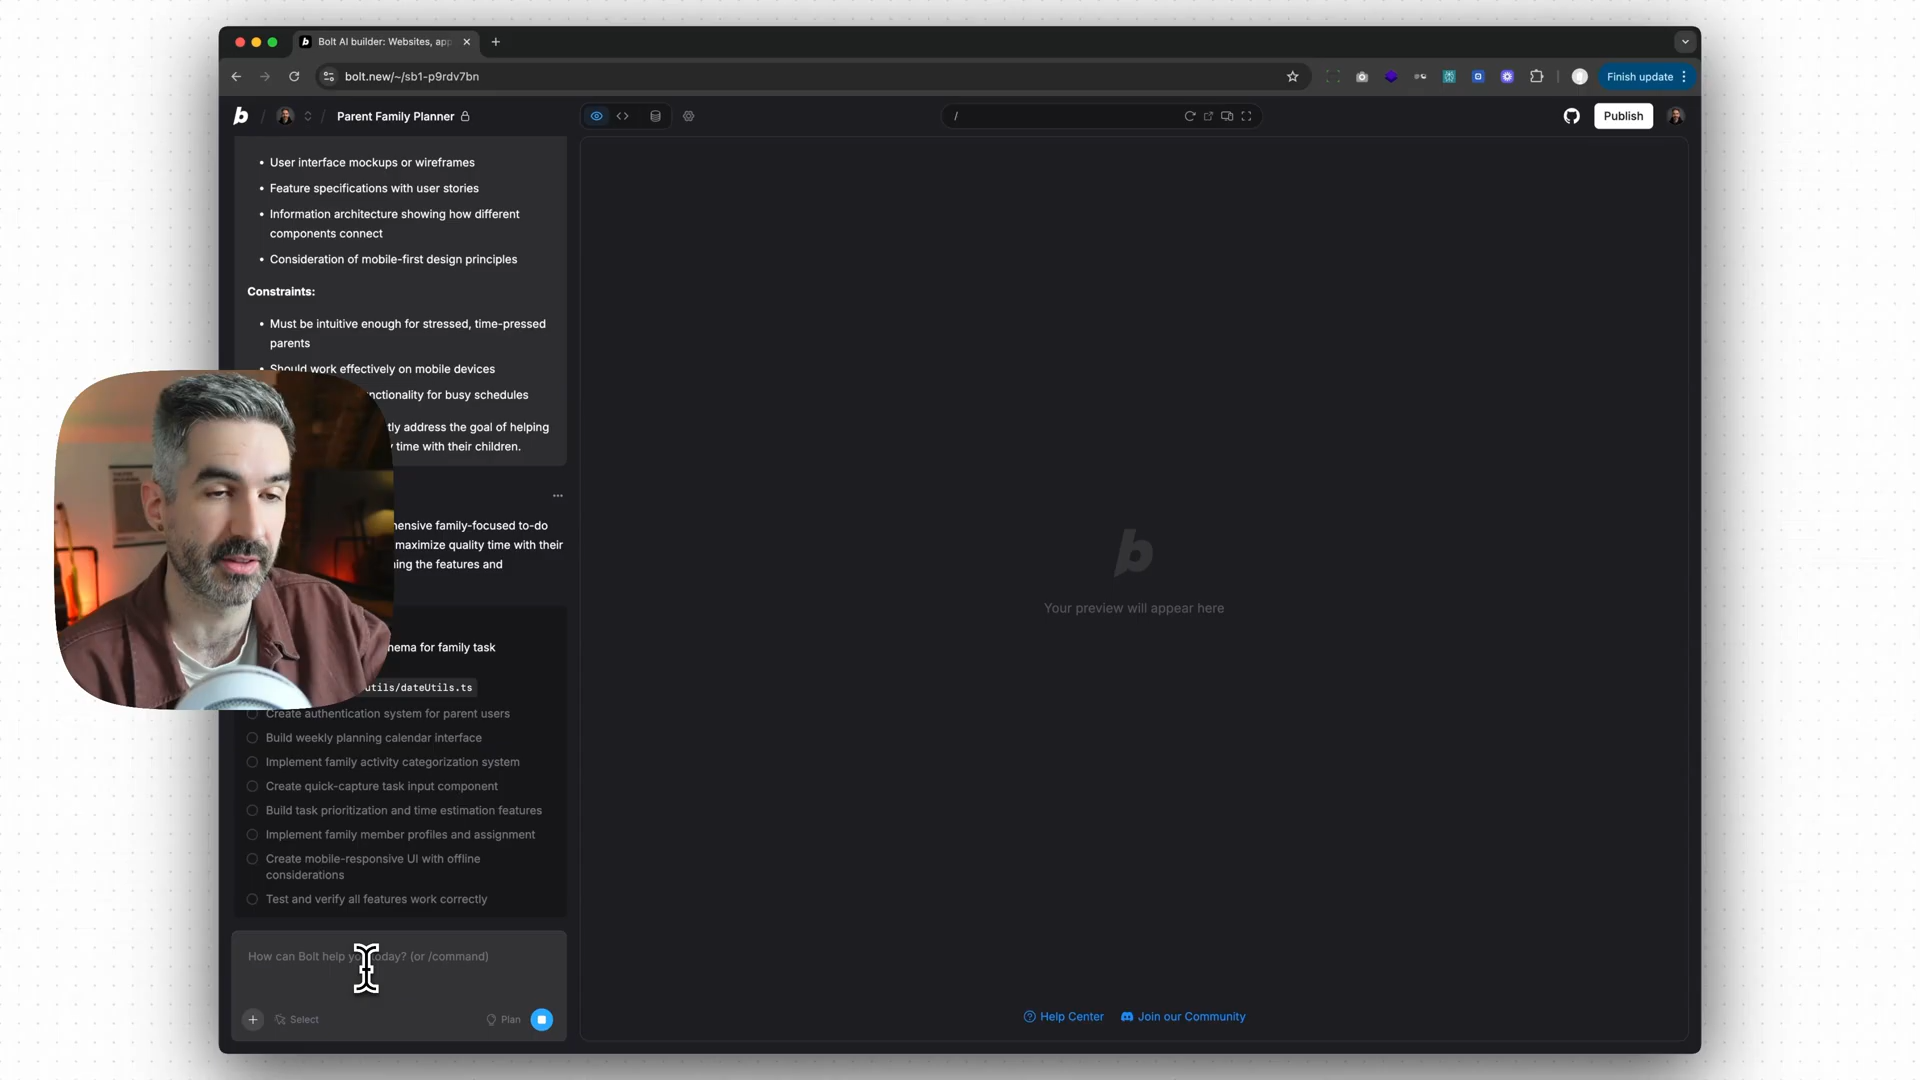 Bolt AI builder: Websites, app
bolt.new/~/sb1-p9rdv7bn
Finish update
Parent Family Planner
/
Publish
• User interface mockups or wireframes
• Feature specifications with user stories
• Information architecture showing how different
components connect
• Consideration of mobile-first design principles
Constraints:
• Must be intuitive enough for stressed, time-pressed
parents
• Should work effectively on mobile devices
nctionality for busy schedules
tly address the goal of helping
time with their children.
hensive family-focused to-do
maximize quality time with their
ning the features and
hema for family task
utils/dateUtils.ts
Create authentication system for parent users
Build weekly planning calendar interface
Implement family activity categorization system
Create quick-capture task input component
Build task prioritization and time estimation features
Implement family member profiles and assignment
Create mobile-responsive UI with offline
considerations
Test and verify all features work correctly
How can Bolt help you today? (or /command)
Select
Plan
Your preview will appear here
Help Center
Join our Community